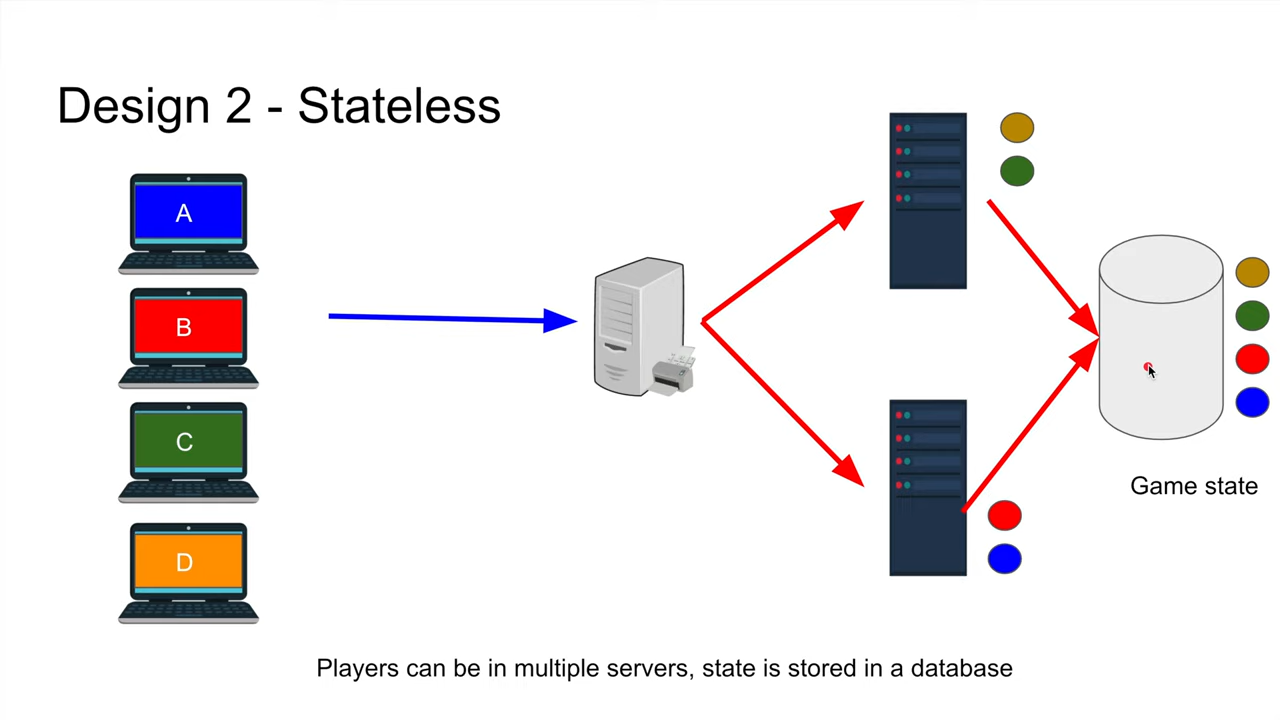 Design 2 - Stateless
A
B
C
D
Game state
Players can be in multiple servers, state is stored in a database